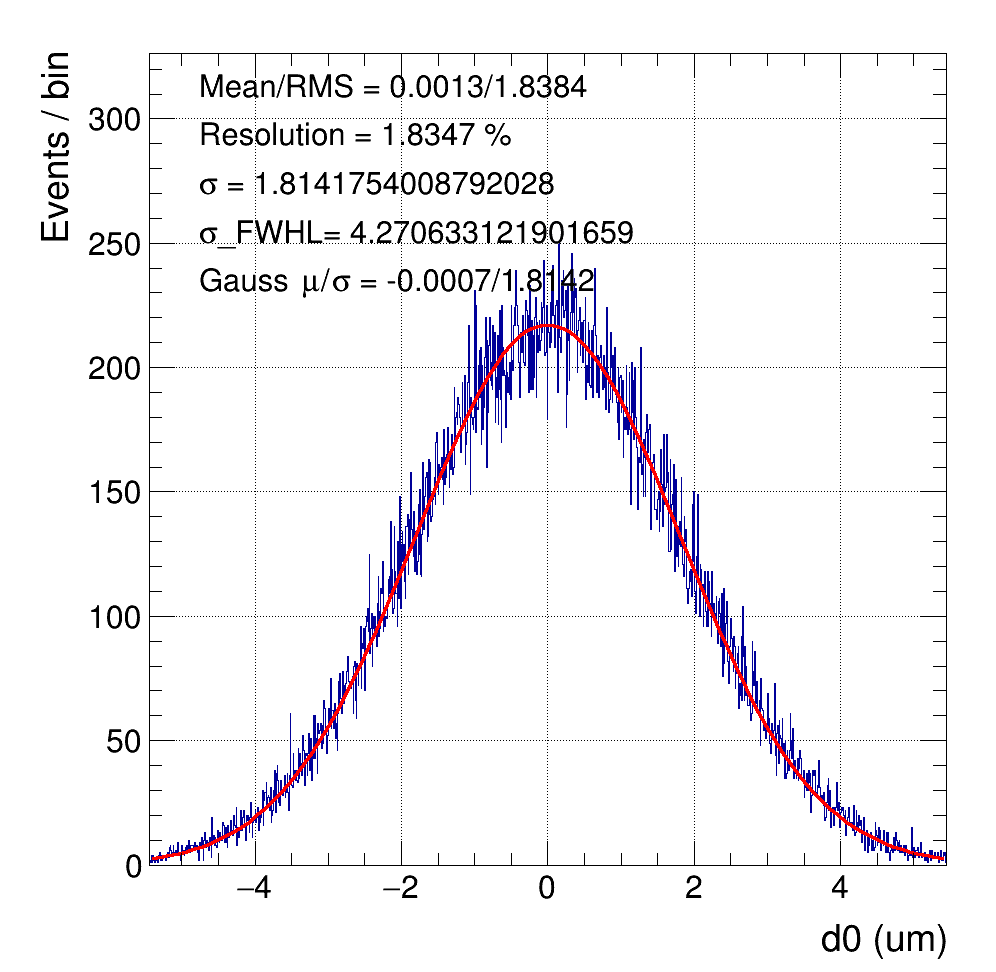 Events / bin
Mean/RMS = 0.0013/1.8384
Resolution = 1.8347 %
σ = 1.8141754008792028
σ_FWHL= 4.270633121901659
Gauss μ/σ = -0.0007/1.8142
300
250
200
150
100
50
0
−4 −2 0 2 4
d0 (um)